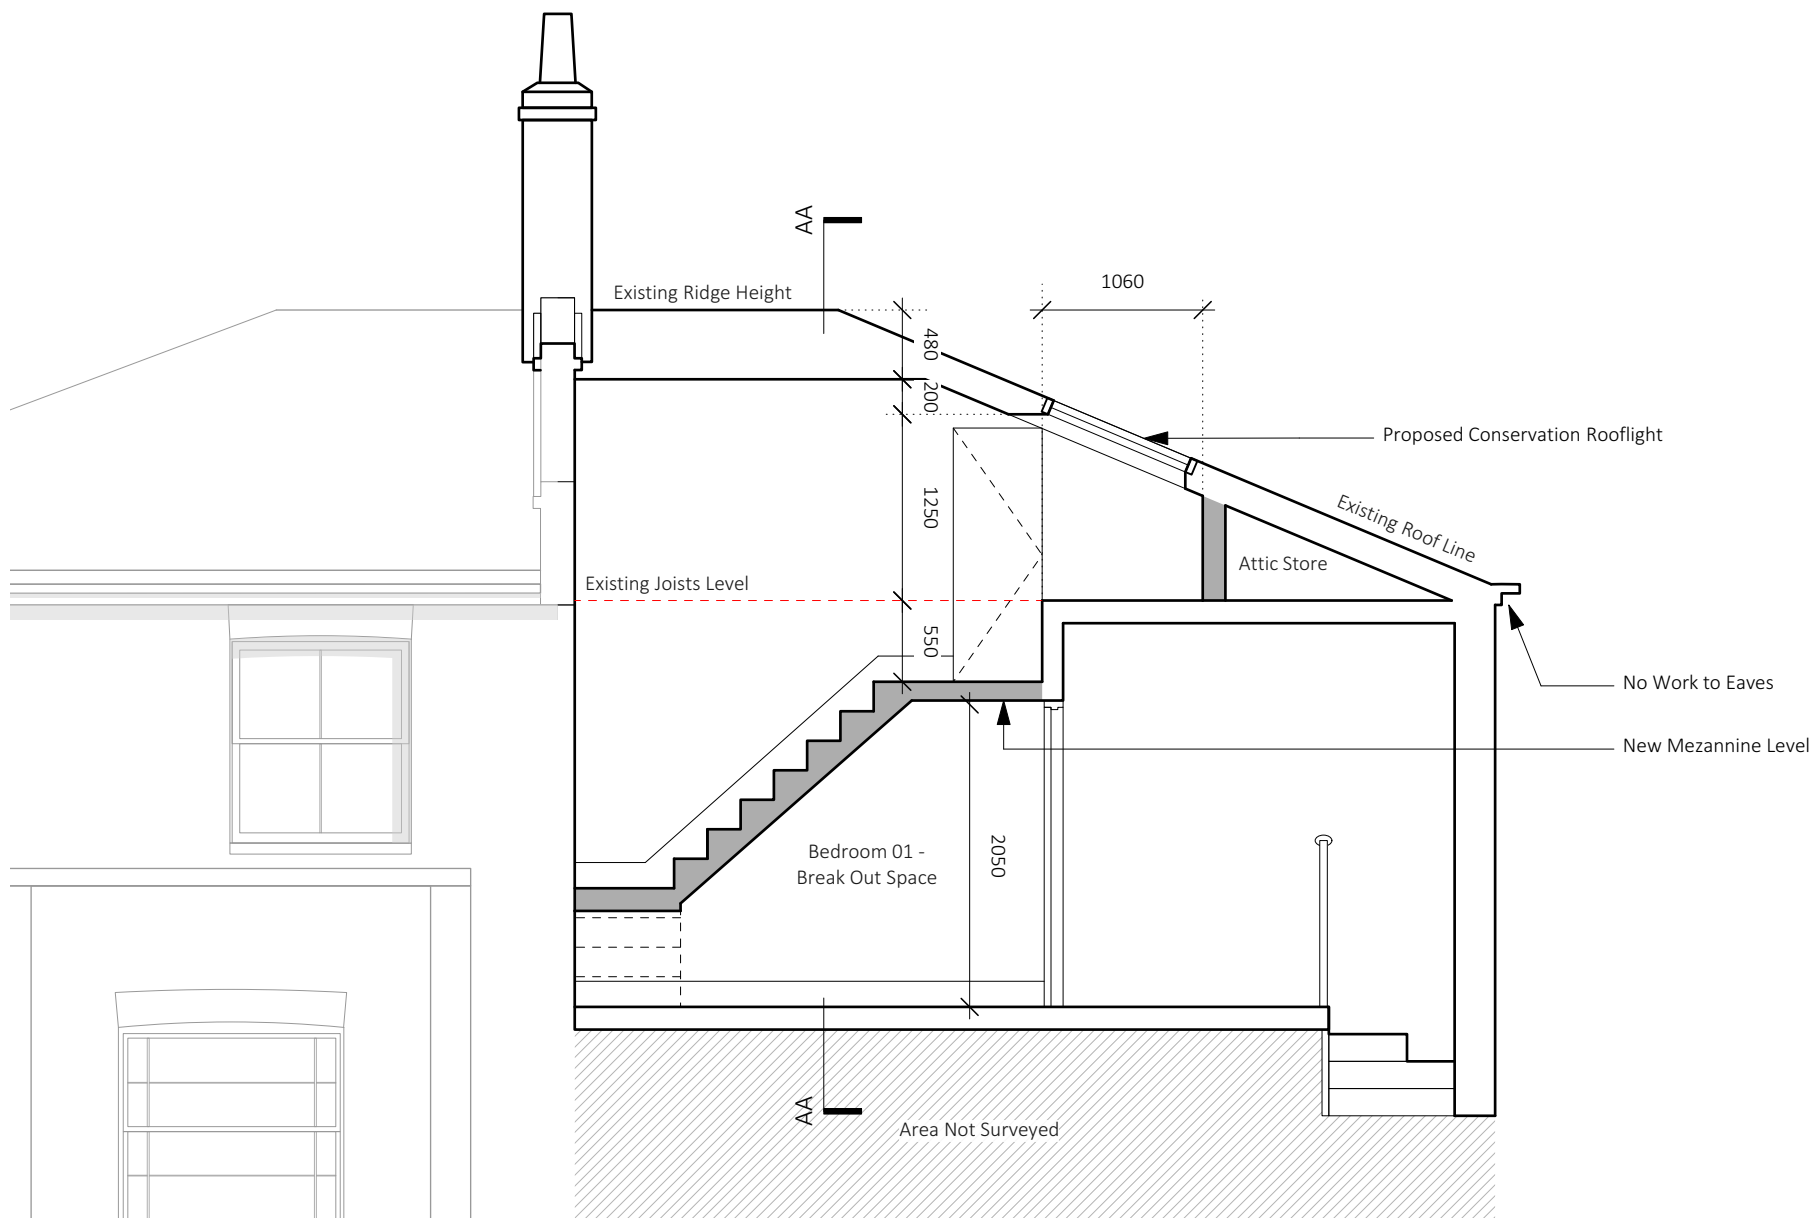 AA
1060
Existing Ridge Height
480
200
Proposed Conservation Rooflight
1250
Existing Roof Line
Attic Store
Existing Joists Level
550
No Work to Eaves
New Mezannine Level
Bedroom 01 -
Break Out Space
2050
AA
Area Not Surveyed